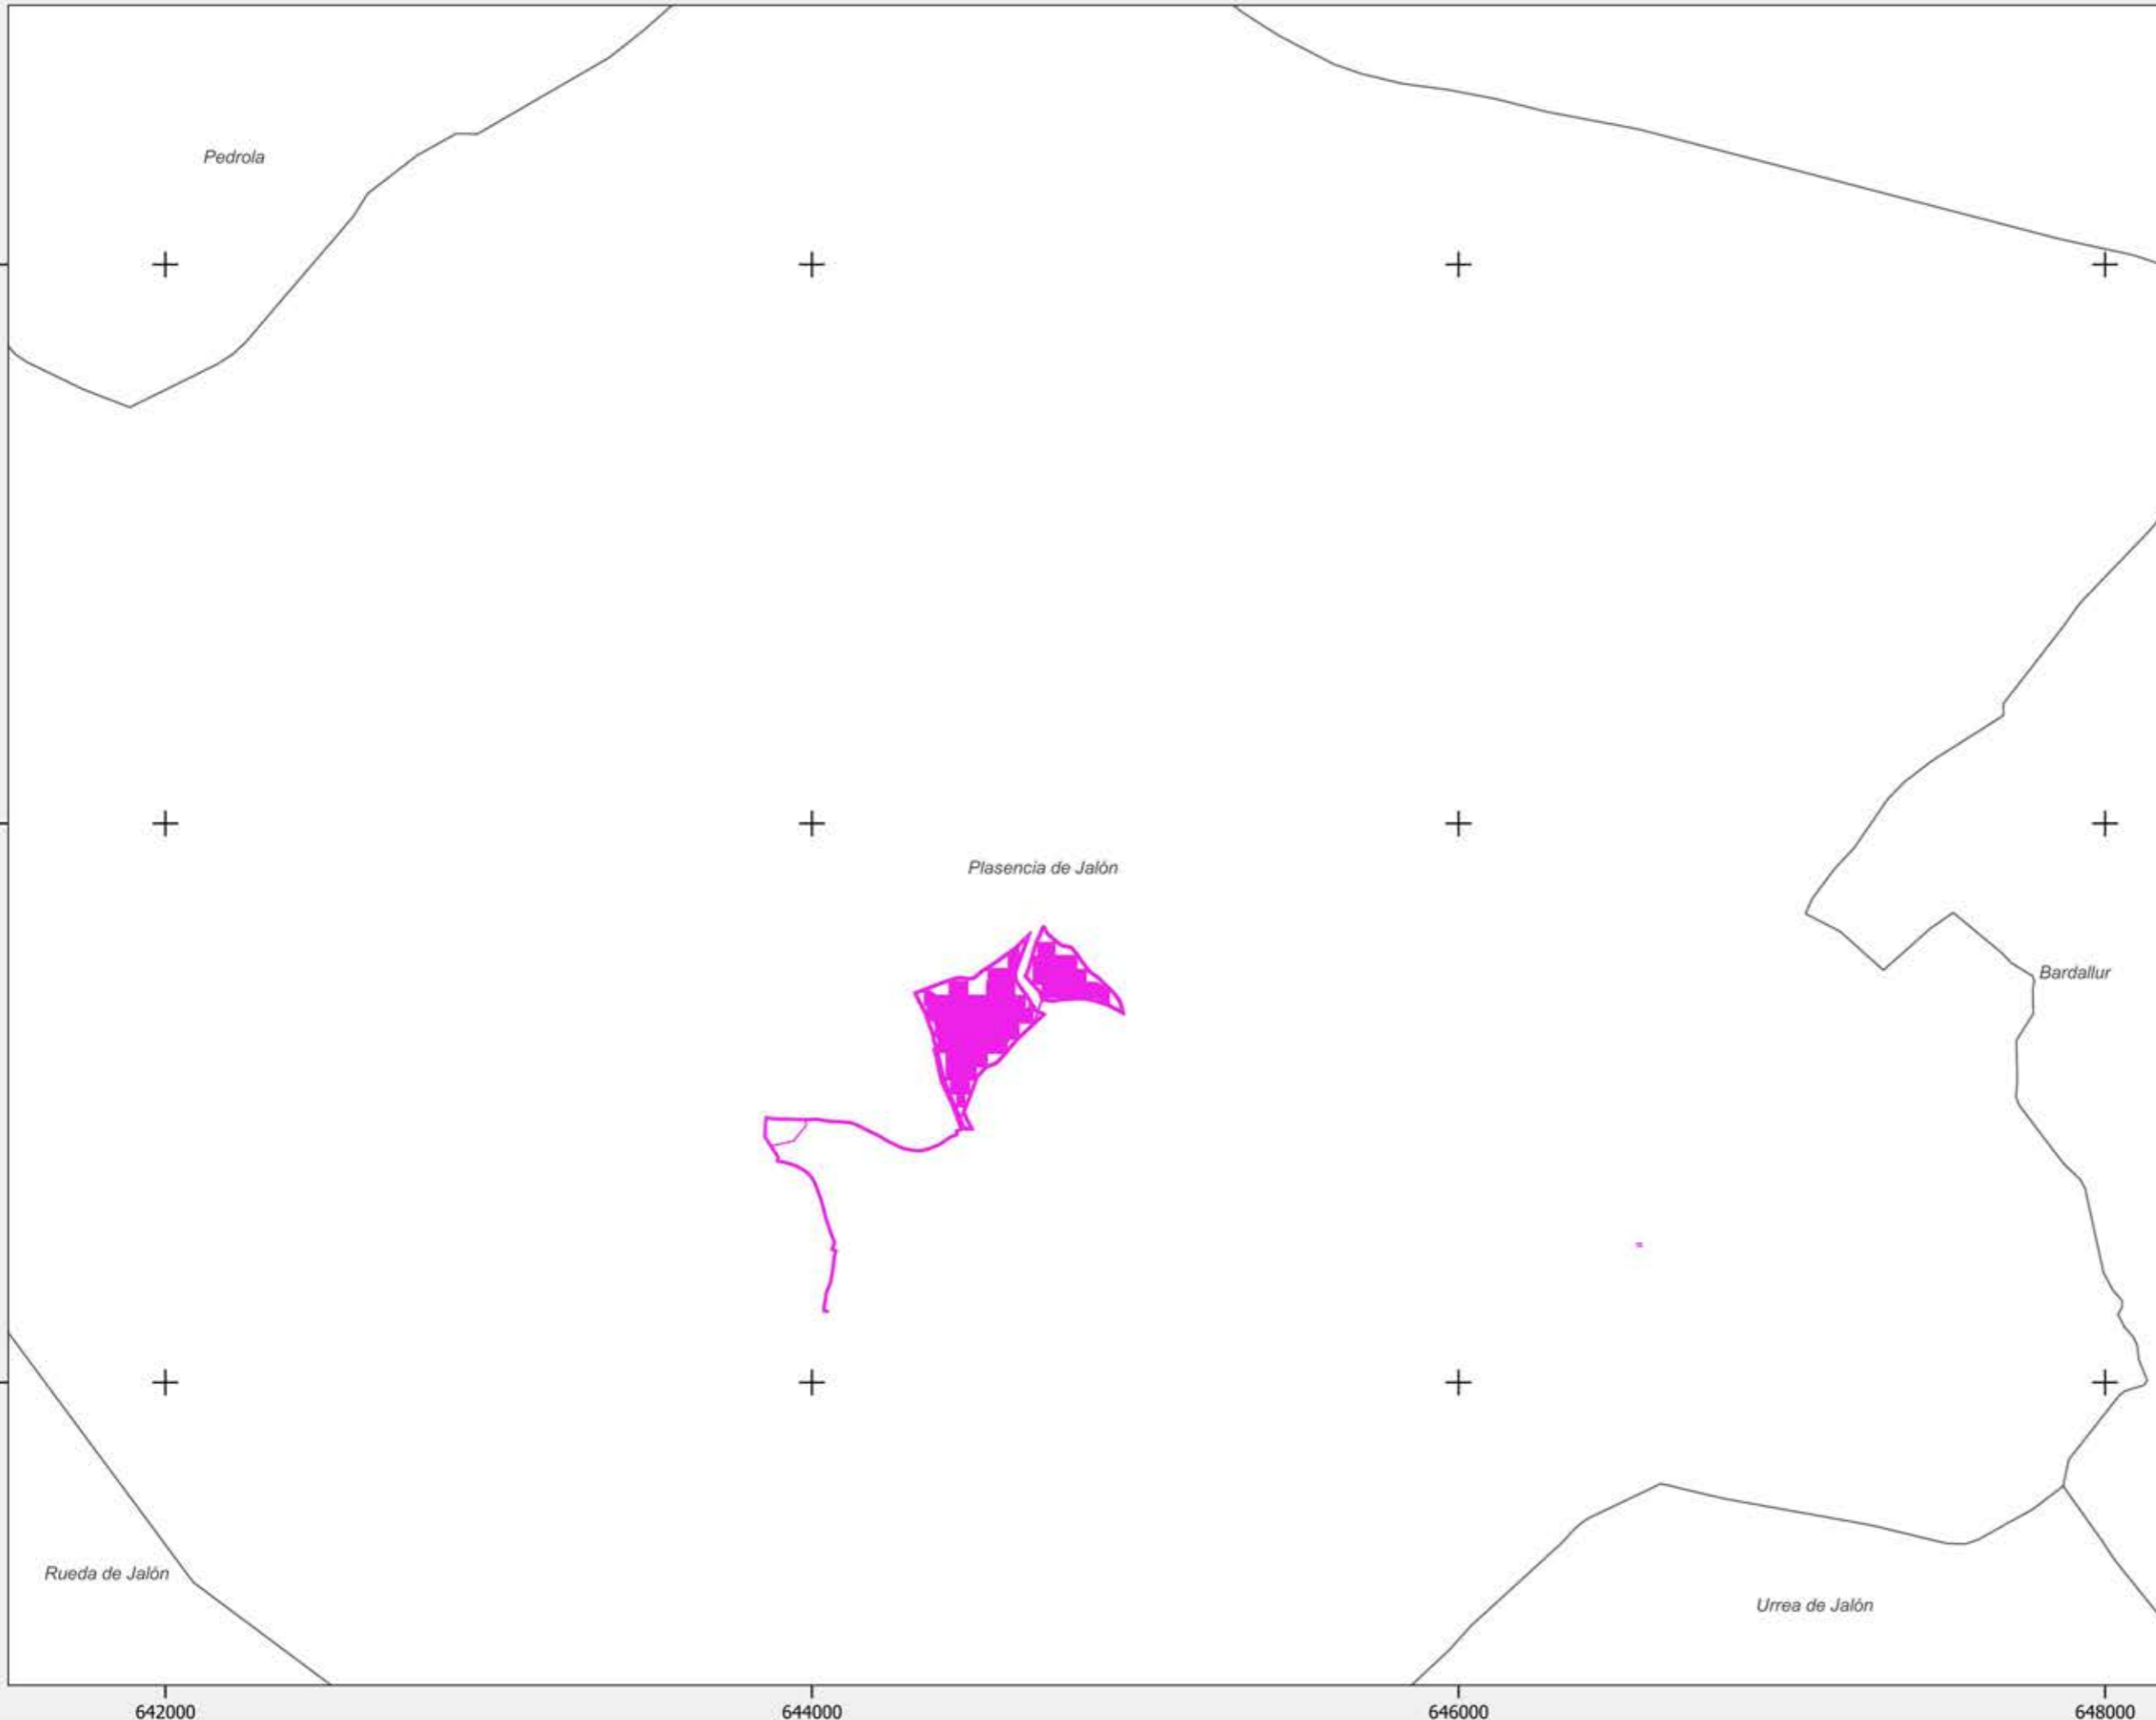 Pedrola
Plasencia de Jalón
Bardallur
Rueda de Jalón
Urrea de Jalón
642000
644000
646000
648000